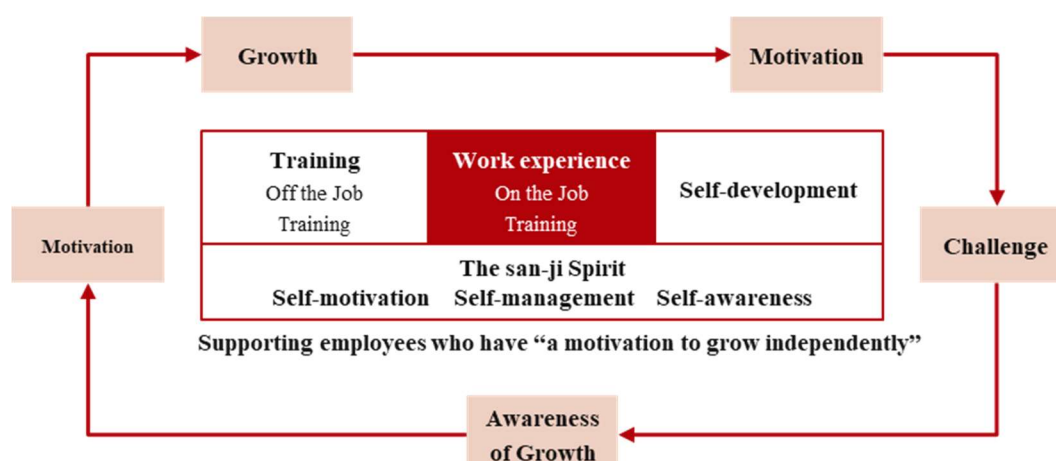 Growth
Motivation
Training
Off the Job
Training
Work experience
On the Job
Training
Self-development
Motivation
Challenge
The san-ji Spirit
Self-motivation Self-management Self-awareness
Supporting employees who have “a motivation to grow independently”
Awareness
of Growth